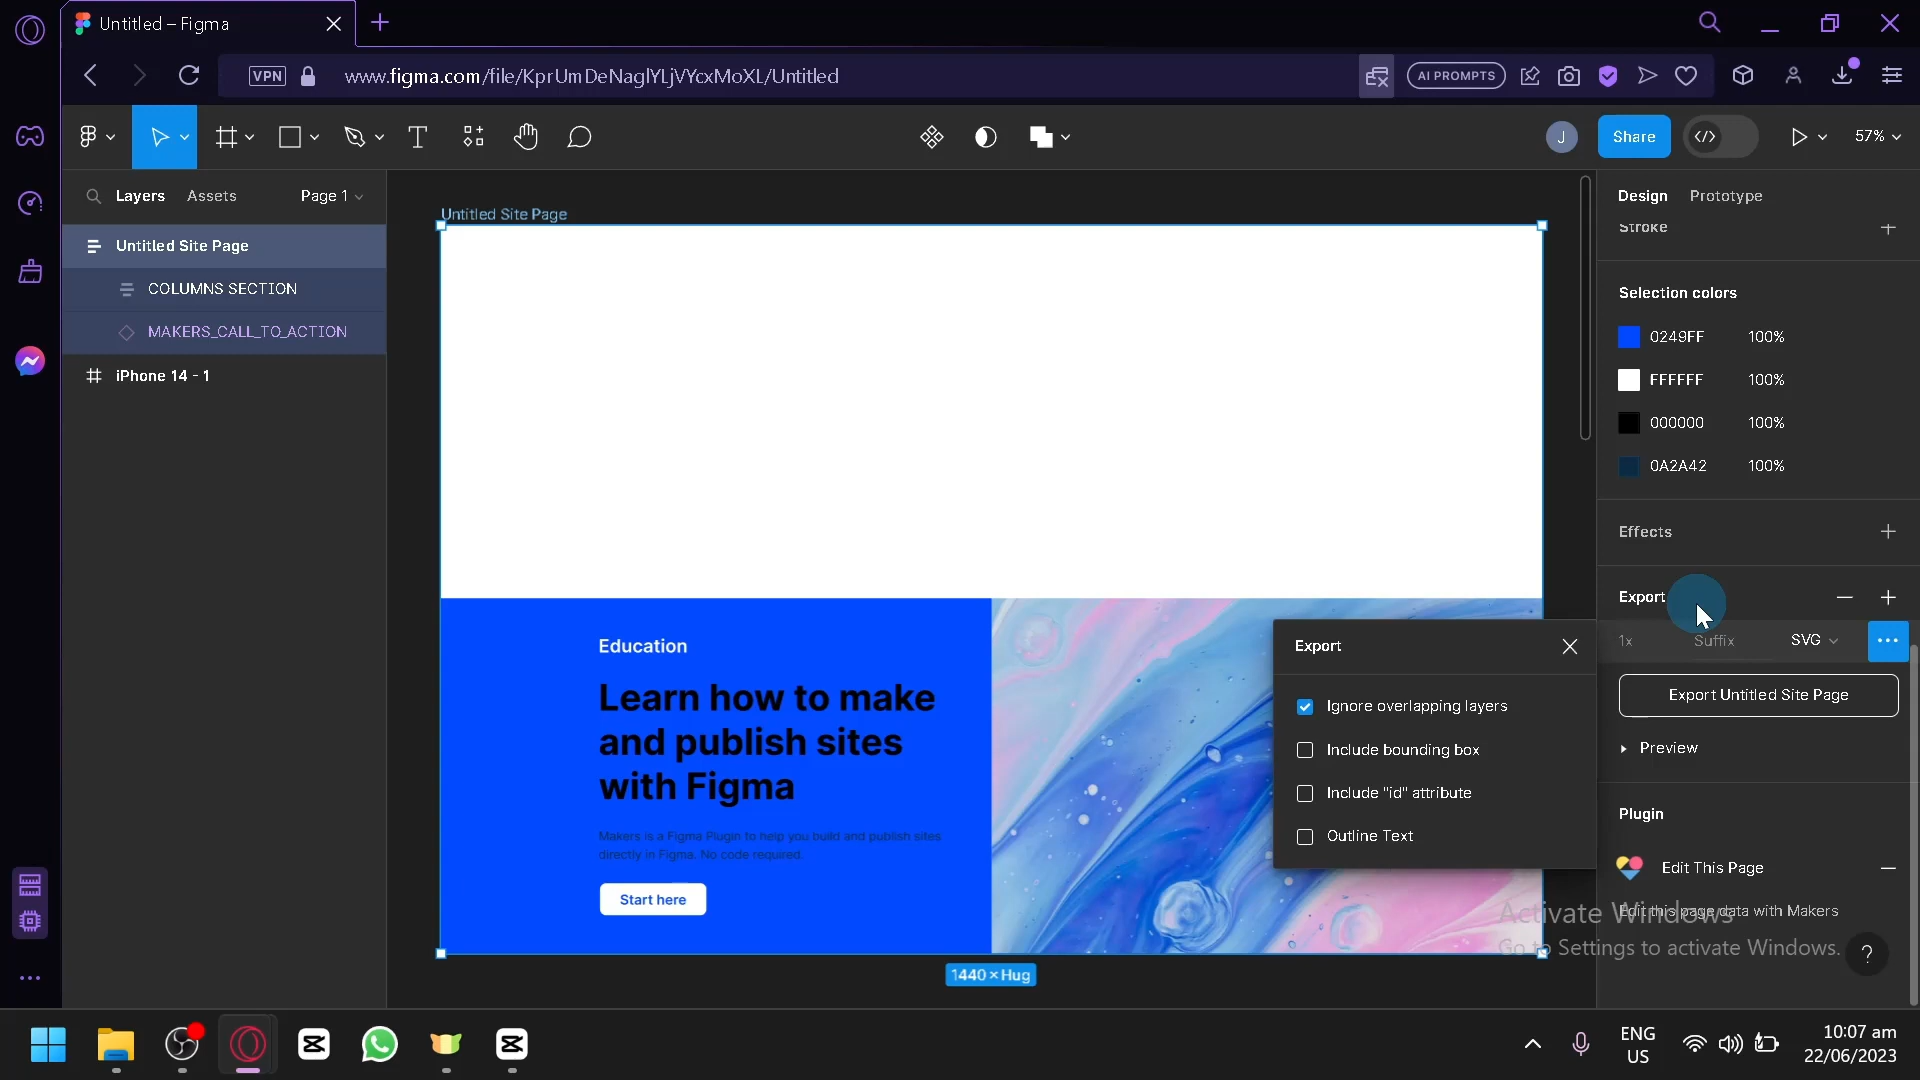 Untitled – Figma
VPN
www.figma.com/file/KprUmDeNaglYLjVYcxMoXL/Untitled
AI PROMPTS
J
Share
57%
Layers
Assets
Page 1
Untitled Site Page
COLUMNS SECTION
MAKERS_CALL_TO_ACTION
iPhone 14 - 1
Untitled Site Page
Education
Learn how to make
and publish sites
with Figma
Makers is a Figma Plugin to help you build and publish sites
directly in Figma. No code required.
Start here
1440 × Hug
Export
Ignore overlapping layers
Include bounding box
Include "id" attribute
Outline Text
Design
Prototype
Stroke
Selection colors
0249FF 100%
FFFFFF 100%
000000 100%
0A2A42 100%
Effects
Export
1x
Suffix
SVG
Export Untitled Site Page
Preview
Plugin
Edit This Page
Edit this page data with Makers
Activate Windows
Go to Settings to activate Windows.
?
ENG
US
10:07 am
22/06/2023